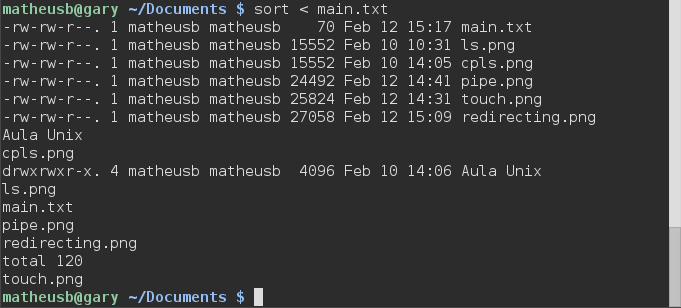 matheusb@gary ~/Documents $ sort < main.txt
-rw-rw-r--. 1 matheusb matheusb    70 Feb 12 15:17 main.txt
-rw-rw-r--. 1 matheusb matheusb 15552 Feb 10 10:31 ls.png
-rw-rw-r--. 1 matheusb matheusb 15552 Feb 10 14:05 cpls.png
-rw-rw-r--. 1 matheusb matheusb 24492 Feb 12 14:41 pipe.png
-rw-rw-r--. 1 matheusb matheusb 25824 Feb 12 14:31 touch.png
-rw-rw-r--. 1 matheusb matheusb 27058 Feb 12 15:09 redirecting.png
Aula Unix
cpls.png
drwxrwxr-x. 4 matheusb matheusb  4096 Feb 10 14:06 Aula Unix
ls.png
main.txt
pipe.png
redirecting.png
total 120
touch.png
matheusb@gary ~/Documents $